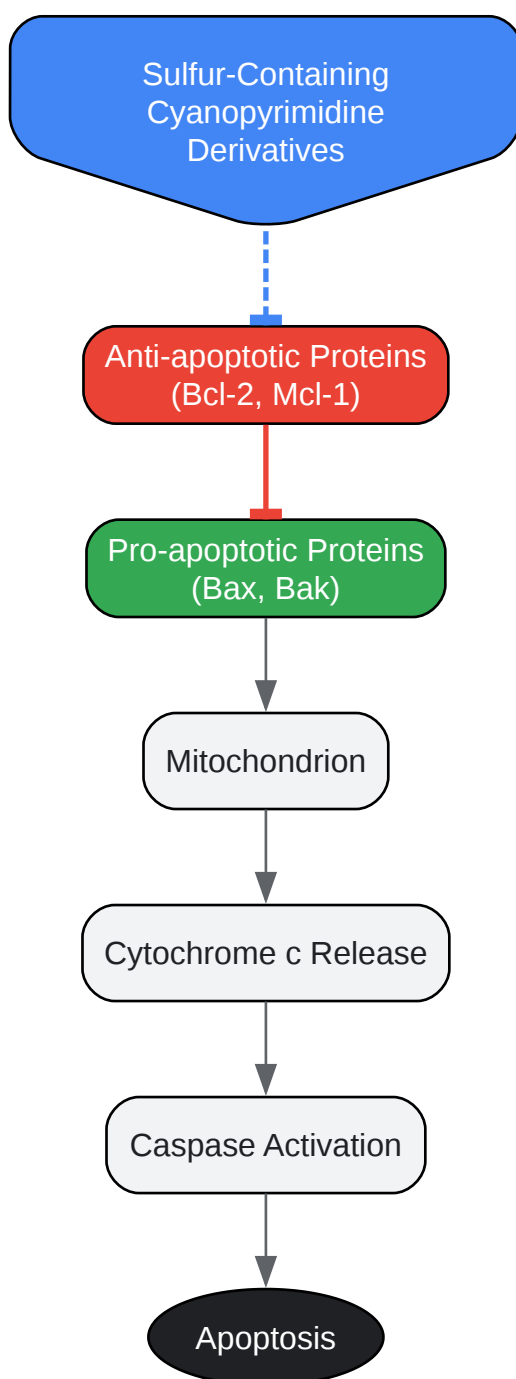 Sulfur-Containing
Cyanopyrimidine
Derivatives
Anti-apoptotic Proteins
(Bcl-2, Mcl-1)
Pro-apoptotic Proteins
(Bax, Bak)
Mitochondrion
Cytochrome c Release
Caspase Activation
Apoptosis